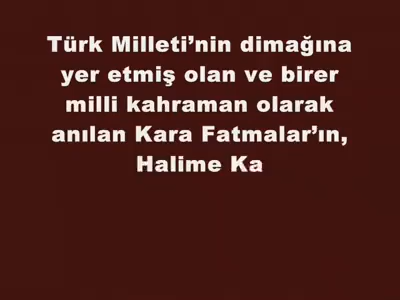 Türk Milleti’nin dimağına
yer etmiş olan ve birer
milli kahraman olarak
anılan Kara Fatmalar’ın,
Halime Ka